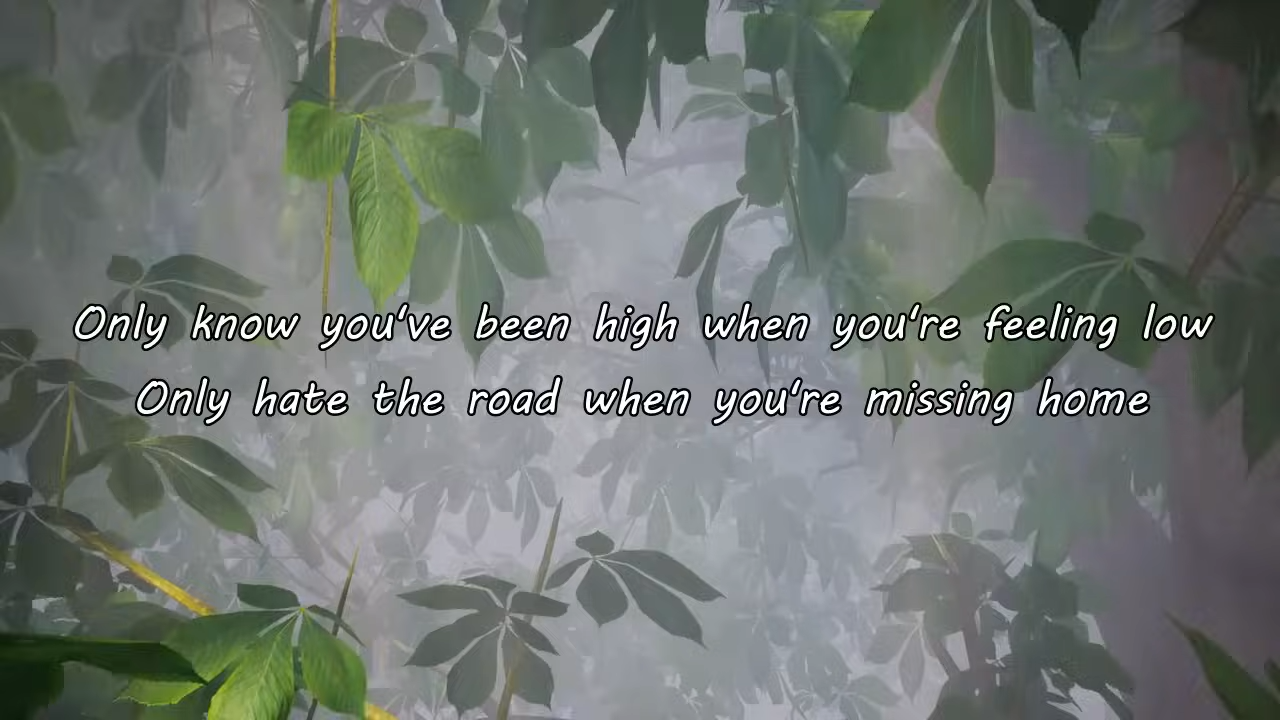 Only know you've been high when you're feeling low
Only hate the road when you're missing home